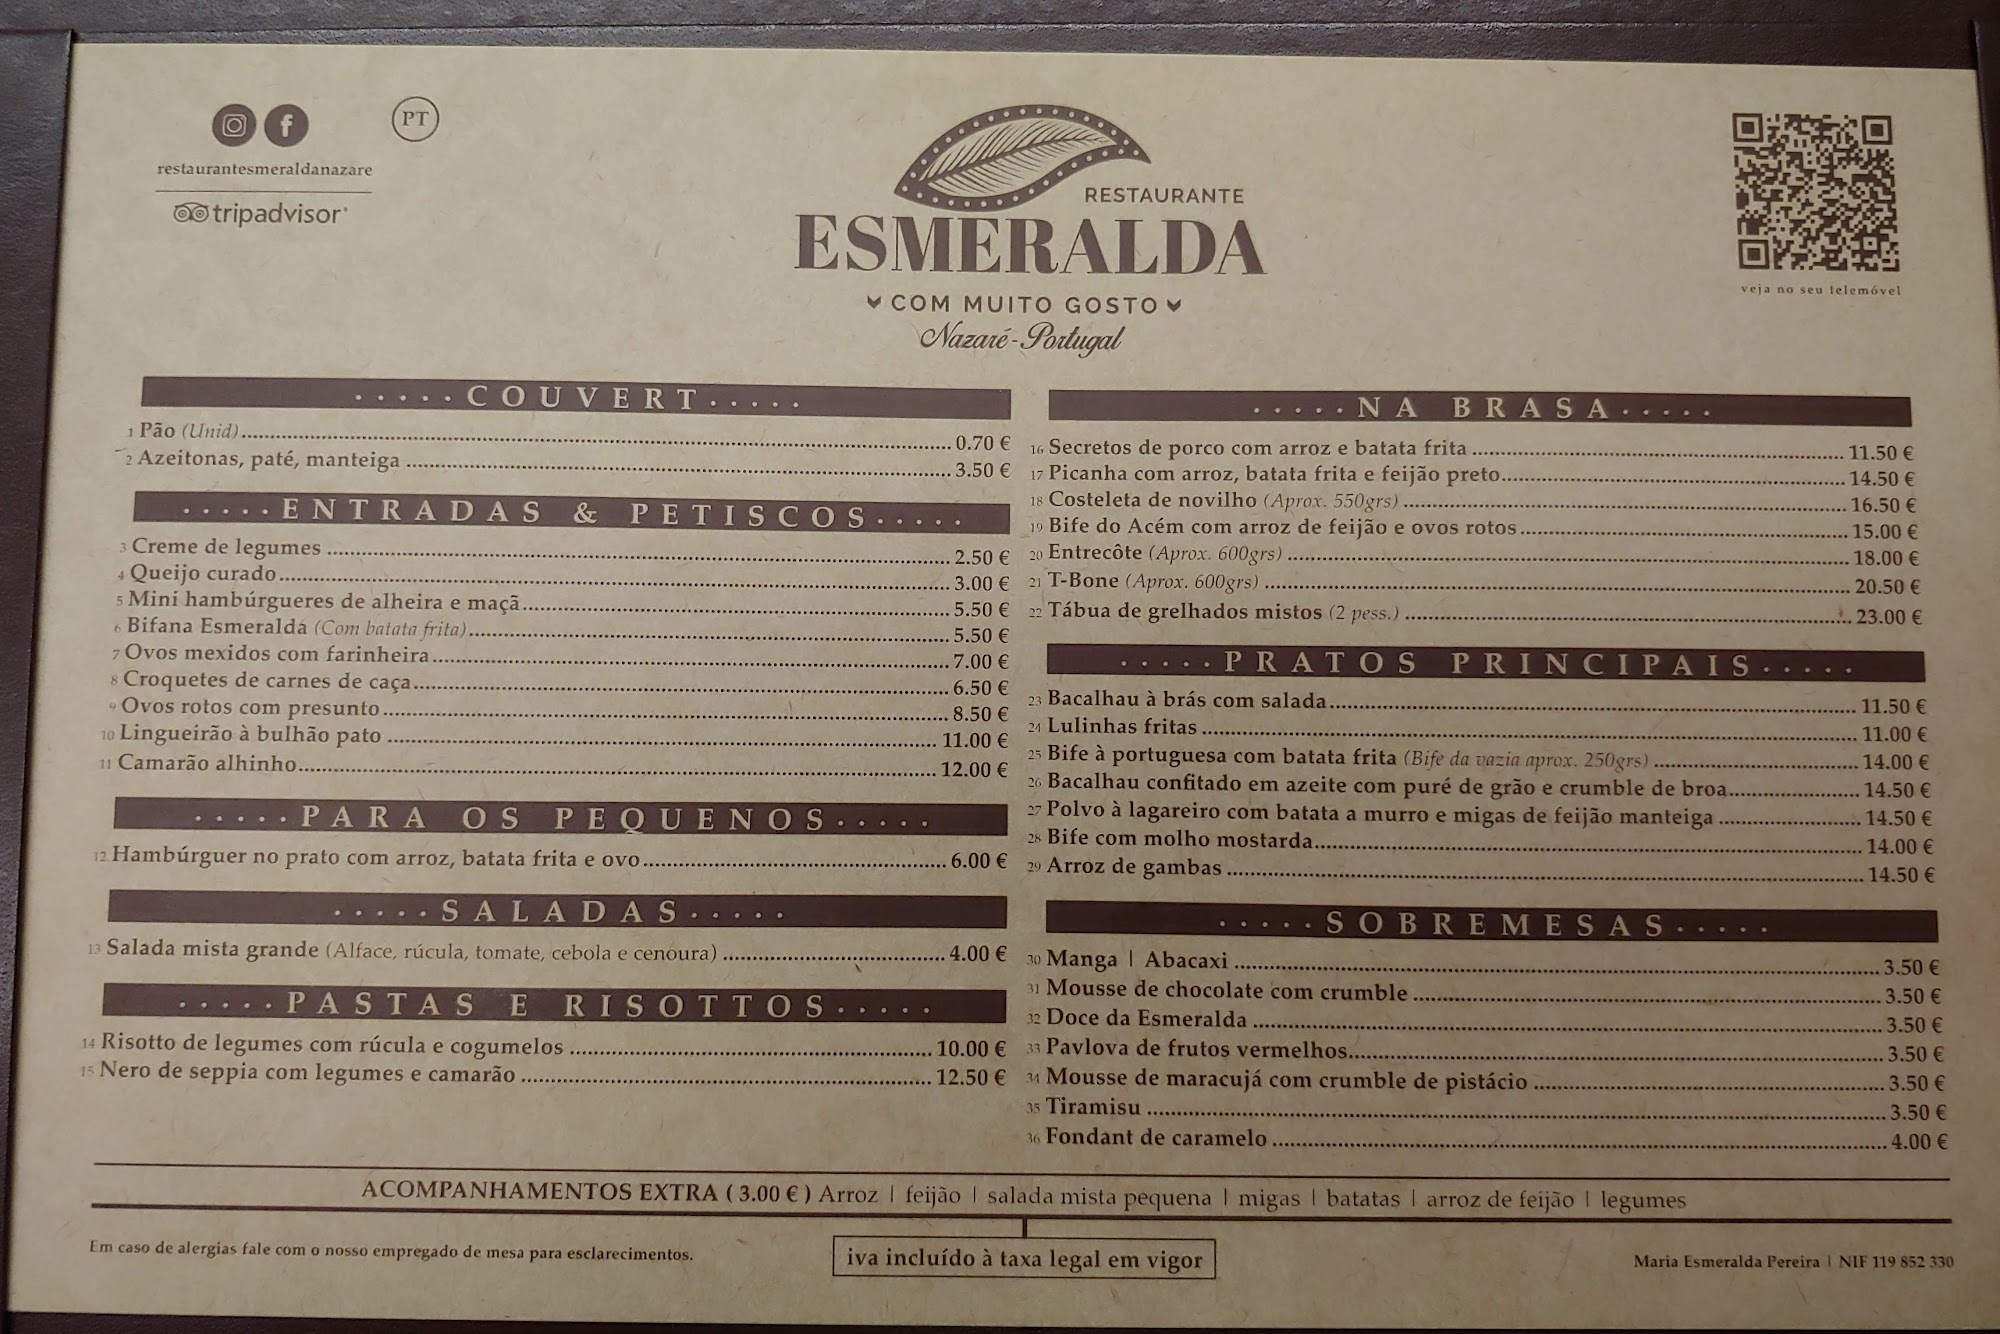 restaurantesmeraldanazare
tripadvisor
PT
RESTAURANTE
ESMERALDA
COM MUITO GOSTO
Nazaré - Portugal
veja no seu telemóvel
COUVERT
1 Pão (Unid) 0.70 €
2 Azeitonas, paté, manteiga 3.50 €
ENTRADAS & PETISCOS
3 Creme de legumes 2.50 €
4 Queijo curado 3.00 €
5 Mini hambúrgueres de alheira e maçã 5.50 €
6 Bifana Esmeralda (Com batata frita) 5.50 €
7 Ovos mexidos com farinheira 7.00 €
8 Croquetes de carnes de caça 6.50 €
9 Ovos rotos com presunto 8.50 €
10 Lingueirão à bulhão pato 11.00 €
11 Camarão alhinho 12.00 €
PARA OS PEQUENOS
12 Hambúrguer no prato com arroz, batata frita e ovo 6.00 €
SALADAS
13 Salada mista grande (Alface, rúcula, tomate, cebola e cenoura) 4.00 €
PASTAS E RISOTTOS
14 Risotto de legumes com rúcula e cogumelos 10.00 €
15 Nero de seppia com legumes e camarão 12.50 €
NA BRASA
16 Secretos de porco com arroz e batata frita 11.50 €
17 Picanha com arroz, batata frita e feijão preto 14.50 €
18 Costeleta de novilho (Aprox. 550grs) 16.50 €
19 Bife do Acém com arroz de feijão e ovos rotos 15.00 €
20 Entrecôte (Aprox. 600grs) 18.00 €
21 T-Bone (Aprox. 600grs) 20.50 €
22 Tábua de grelhados mistos (2 pess.) 23.00 €
PRATOS PRINCIPAIS
23 Bacalhau à brás com salada 11.50 €
24 Lulinhas fritas 11.00 €
25 Bife à portuguesa com batata frita (Bife da vazia aprox. 250grs) 14.00 €
26 Bacalhau confitado em azeite com puré de grão e crumble de broa 14.50 €
27 Polvo à lagareiro com batata a murro e migas de feijão manteiga 14.50 €
28 Bife com molho mostarda 14.00 €
29 Arroz de gambas 14.50 €
SOBREMESAS
30 Manga | Abacaxi 3.50 €
31 Mousse de chocolate com crumble 3.50 €
32 Doce da Esmeralda 3.50 €
33 Pavlova de frutos vermelhos 3.50 €
34 Mousse de maracujá com crumble de pistácio 3.50 €
35 Tiramisu 3.50 €
36 Fondant de caramelo 4.00 €
ACOMPANHAMENTOS EXTRA ( 3.00 € ) Arroz | feijão | salada mista pequena | migas | batatas | arroz de feijão | legumes
Em caso de alergias fale com o nosso empregado de mesa para esclarecimentos.
iva incluído à taxa legal em vigor
Maria Esmeralda Pereira | NIF 119 852 330